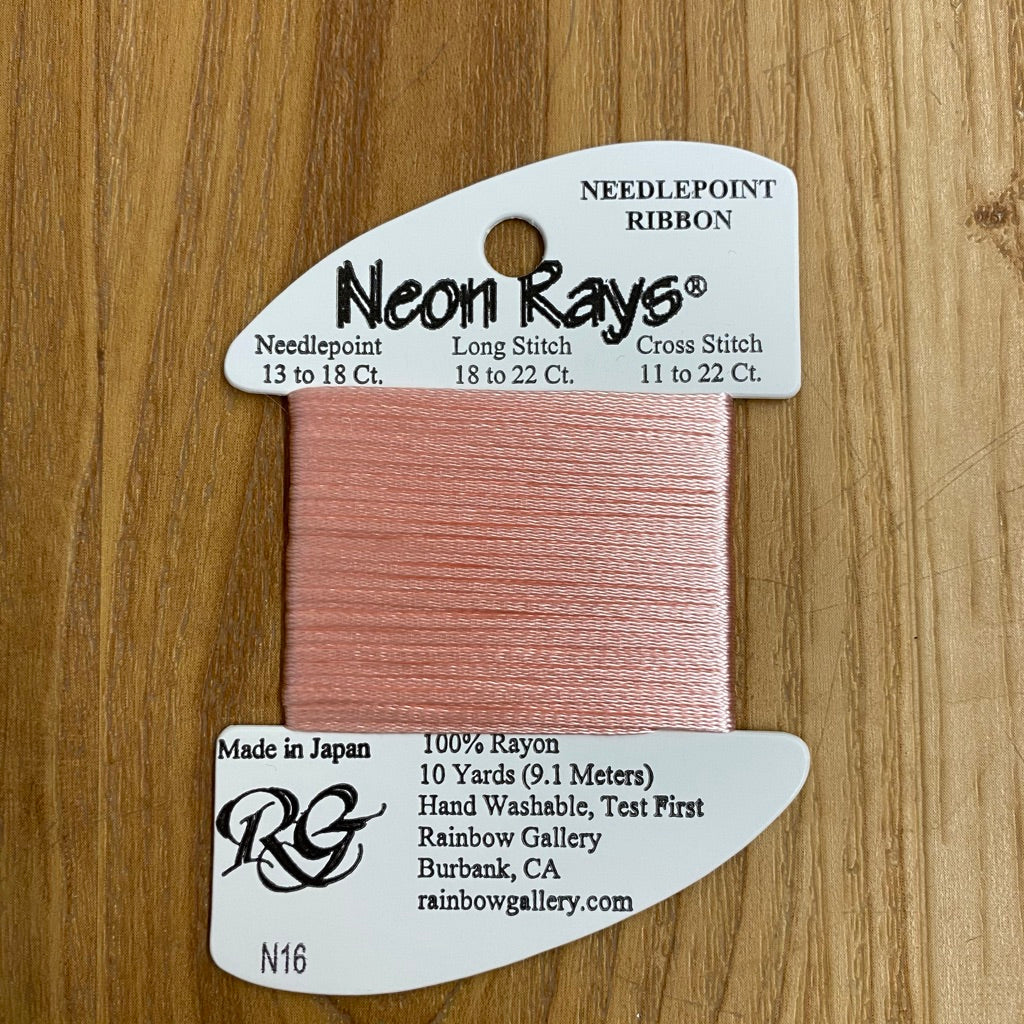 NEEDLEPOINT
RIBBON
Neon Rays®
Needlepoint Long Stitch Cross Stitch
13 to 18 Ct. 18 to 22 Ct. 11 to 22 Ct.
Made in Japan
RG
100% Rayon
10 Yards (9.1 Meters)
Hand Washable, Test First
Rainbow Gallery
Burbank, CA
rainbowgallery.com
N16